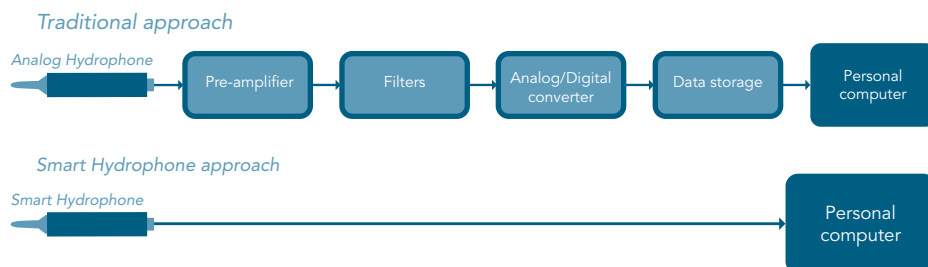 Traditional approach
Analog Hydrophone
Pre-amplifier
Filters
Analog/Digital
converter
Data storage
Personal
computer
Smart Hydrophone approach
Smart Hydrophone
Personal
computer